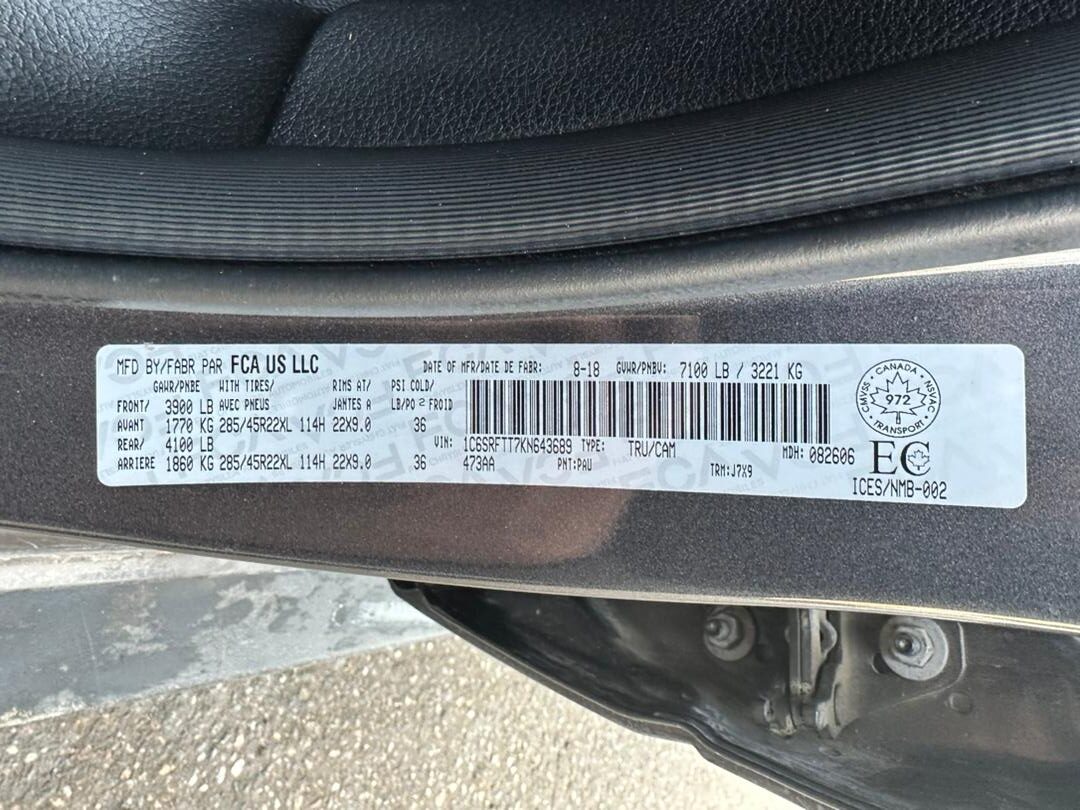 MFD BY/FABR PAR FCA US LLC DATE OF MFR/DATE DE FABR: 8-18 GVWR/PNBV: 7100 LB / 3221 KG
GAWR/PNBE WITH TIRES/ RIMS AT/ PSI COLD/
FRONT/ 3900 LB AVEC PNEUS JANTES A LB/PO² FROID
AVANT 1770 KG 285/45R22XL 114H 22X9.0 36
REAR/ 4100 LB VIN: 1C6SRFTT7KN643689 TYPE: TRU/CAM MDH: 082606
ARRIERE 1860 KG 285/45R22XL 114H 22X9.0 36 473AA PNT:PAU TRM:J7X9
CANADA
CMVSS NSVAC
972
TRANSPORT
EC
ICES/NMB-002